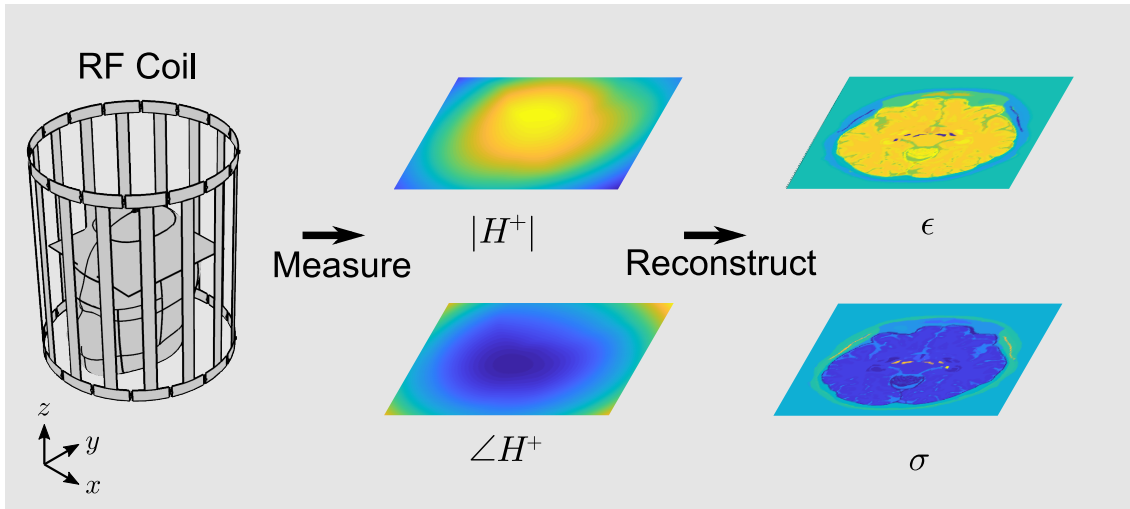 RF Coil
Measure
|H⁺|
∠H⁺
Reconstruct
ϵ
σ
z
y
x